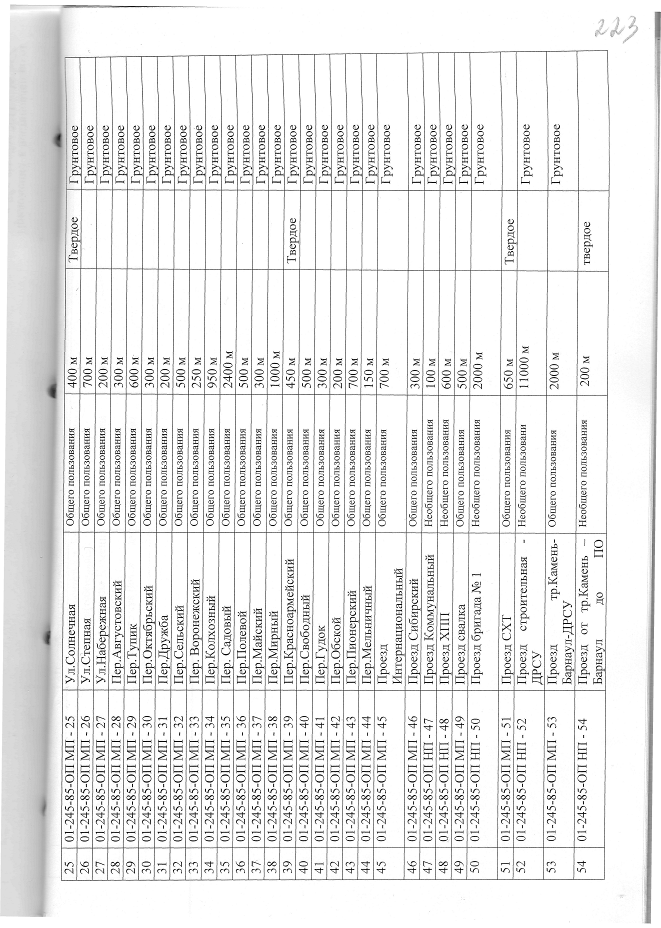 223
25 01-245-85-ОП МП - 25 Ул.Солнечная Общего пользования 400 м Твердое Грунтовое
26 01-245-85-ОП МП - 26 Ул.Степная Общего пользования 700 м Грунтовое
27 01-245-85-ОП МП - 27 Ул.Набережная Общего пользования 200 м Грунтовое
28 01-245-85-ОП МП - 28 Пер.Августовский Общего пользования 300 м Грунтовое
29 01-245-85-ОП МП - 29 Пер.Тупик Общего пользования 600 м Грунтовое
30 01-245-85-ОП МП - 30 Пер.Октябрьский Общего пользования 300 м Грунтовое
31 01-245-85-ОП МП - 31 Пер.Дружба Общего пользования 200 м Грунтовое
32 01-245-85-ОП МП - 32 Пер.Сельский Общего пользования 500 м Грунтовое
33 01-245-85-ОП МП - 33 Пер. Воронежский Общего пользования 250 м Грунтовое
34 01-245-85-ОП МП - 34 Пер.Колхозный Общего пользования 950 м Грунтовое
35 01-245-85-ОП МП - 35 Пер. Садовый Общего пользования 2400 м Грунтовое
36 01-245-85-ОП МП - 36 Пер.Полевой Общего пользования 500 м Грунтовое
37 01-245-85-ОП МП - 37 Пер.Майский Общего пользования 300 м Грунтовое
38 01-245-85-ОП МП - 38 Пер.Мирный Общего пользования 1000 м Грунтовое
39 01-245-85-ОП МП - 39 Пер.Красноармейский Общего пользования 450 м Твердое Грунтовое
40 01-245-85-ОП МП - 40 Пер.Свободный Общего пользования 500 м Грунтовое
41 01-245-85-ОП МП - 41 Пер.Гудок Общего пользования 300 м Грунтовое
42 01-245-85-ОП МП - 42 Пер.Обской Общего пользования 200 м Грунтовое
43 01-245-85-ОП МП - 43 Пер.Пионерский Общего пользования 700 м Грунтовое
44 01-245-85-ОП МП - 44 Пер.Мельничный Общего пользования 150 м Грунтовое
45 01-245-85-ОП МП - 45 Проезд Общего пользования 700 м Грунтовое
Интернациональный
46 01-245-85-ОП МП - 46 Проезд Сибирский Общего пользования 300 м Грунтовое
47 01-245-85-ОП НП - 47 Проезд Коммунальный Необщего пользования 100 м Грунтовое
48 01-245-85-ОП НП - 48 Проезд ХПП Необщего пользования 600 м Грунтовое
49 01-245-85-ОП МП - 49 Проезд свалка Общего пользования 500 м Грунтовое
50 01-245-85-ОП НП - 50 Проезд бригада № 1 Необщего пользования 2000 м Грунтовое
51 01-245-85-ОП МП - 51 Проезд СХТ Общего пользования 650 м Твердое
52 01-245-85-ОП НП - 52 Проезд строительная - Необщего пользовани 11000 м Грунтовое
ДРСУ
53 01-245-85-ОП МП - 53 Проезд тр.Камень- Общего пользования 2000 м Грунтовое
Барнаул-ДРСУ
54 01-245-85-ОП НП - 54 Проезд от тр.Камень – Необщего пользования 200 м твердое
Барнаул до ПО